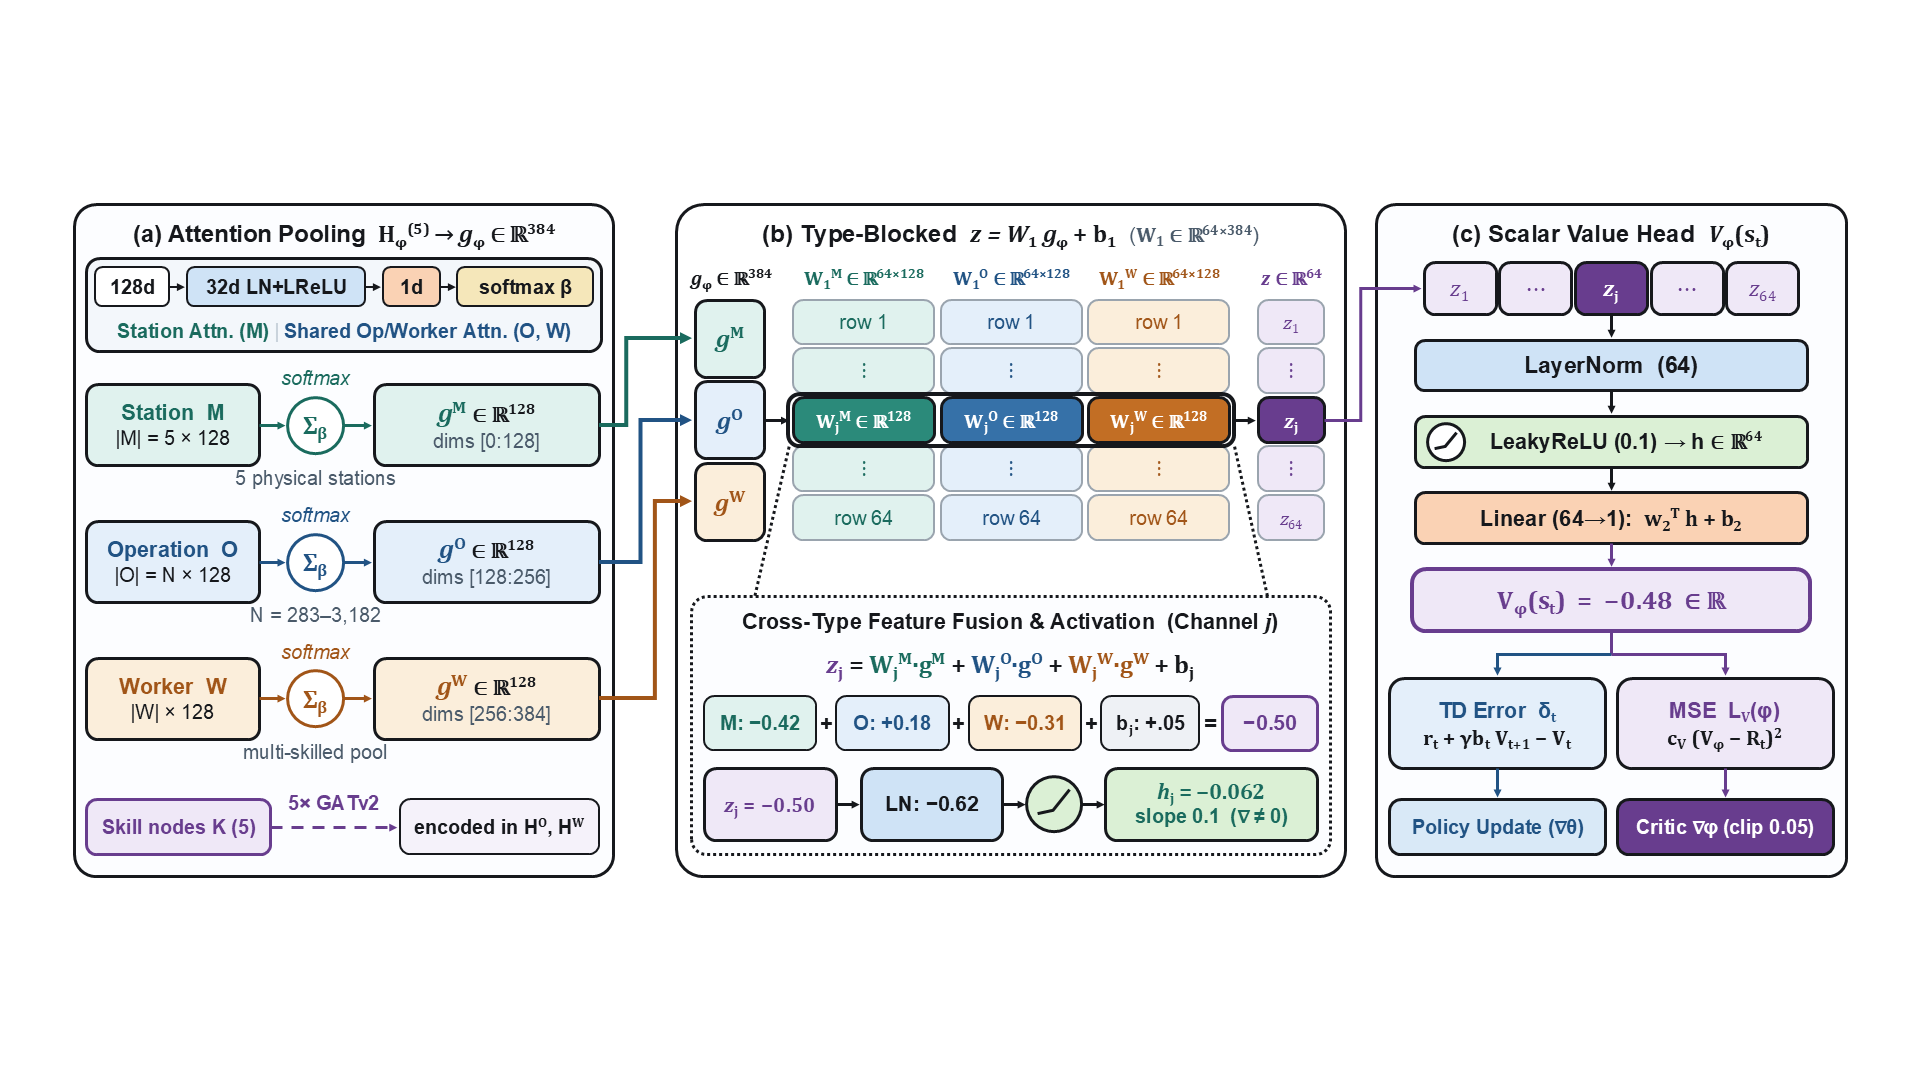 (a) Attention Pooling H_φ^(5) → g_φ ∈ ℝ^384
128d
32d LN+LReLU
1d
softmax β
Station Attn. (M) | Shared Op/Worker Attn. (O, W)
softmax
Station M
|M| = 5 × 128
Σ_β
g^M ∈ ℝ^128
dims [0:128]
5 physical stations
softmax
Operation O
|O| = N × 128
Σ_β
g^O ∈ ℝ^128
dims [128:256]
N = 283–3,182
softmax
Worker W
|W| × 128
Σ_β
g^W ∈ ℝ^128
dims [256:384]
multi-skilled pool
Skill nodes K (5)
5× GATv2
encoded in H^O, H^W
(b) Type-Blocked z = W_1 g_φ + b_1 (W_1 ∈ ℝ^64×384)
g_φ ∈ ℝ^384
W_1^M ∈ ℝ^64×128
W_1^O ∈ ℝ^64×128
W_1^W ∈ ℝ^64×128
z ∈ ℝ^64
g^M
g^O
g^W
row 1
row 1
row 1
z_1
⋮
⋮
⋮
⋮
W_j^M ∈ ℝ^128
W_j^O ∈ ℝ^128
W_j^W ∈ ℝ^128
z_j
⋮
⋮
⋮
⋮
row 64
row 64
row 64
z_64
Cross-Type Feature Fusion & Activation (Channel j)
z_j = W_j^M·g^M + W_j^O·g^O + W_j^W·g^W + b_j
M: −0.42 + O: +0.18 + W: −0.31 + b_j: +.05 = −0.50
z_j = −0.50
LN: −0.62
h_j = −0.062
slope 0.1 (∇ ≠ 0)
(c) Scalar Value Head V_φ(s_t)
z_1
⋯
z_j
⋯
z_64
LayerNorm (64)
LeakyReLU (0.1) → h ∈ ℝ^64
Linear (64→1): w_2^T h + b_2
V_φ(s_t) = −0.48 ∈ ℝ
TD Error δ_t
r_t + γb_t V_t+1 − V_t
MSE L_V(φ)
c_V (V_φ − R_t)^2
Policy Update (∇θ)
Critic ∇φ (clip 0.05)